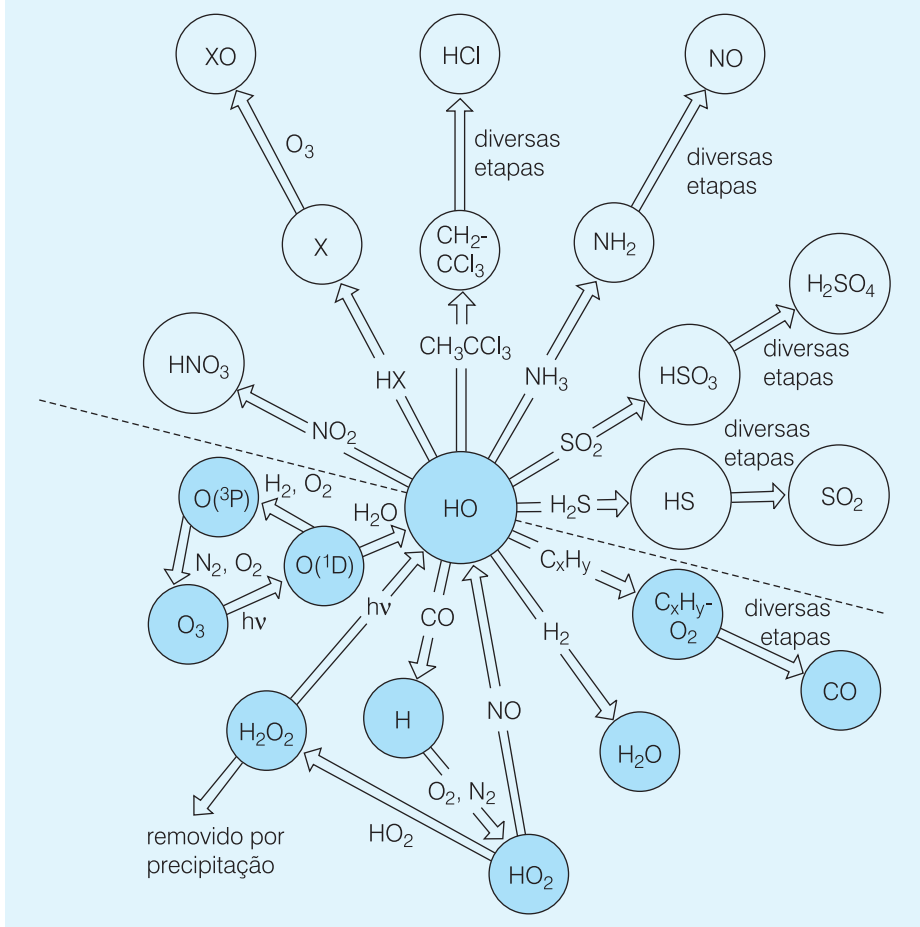 XO
HCl
NO
O₃
diversas
etapas
diversas
etapas
X
CH₂-
CCl₃
NH₂
H₂SO₄
HNO₃
HX
CH₃CCl₃
NH₃
HSO₃
diversas
etapas
NO₂
SO₂
diversas
etapas
O(³P)
H₂, O₂
H₂O
HO
H₂S
HS
SO₂
N₂, O₂
O(¹D)
CₓHᵧ
O₃
hν
hν
CO
H₂
CₓHᵧ-
O₂
diversas
etapas
CO
H₂O₂
H
NO
H₂O
O₂, N₂
removido por
precipitação
HO₂
HO₂